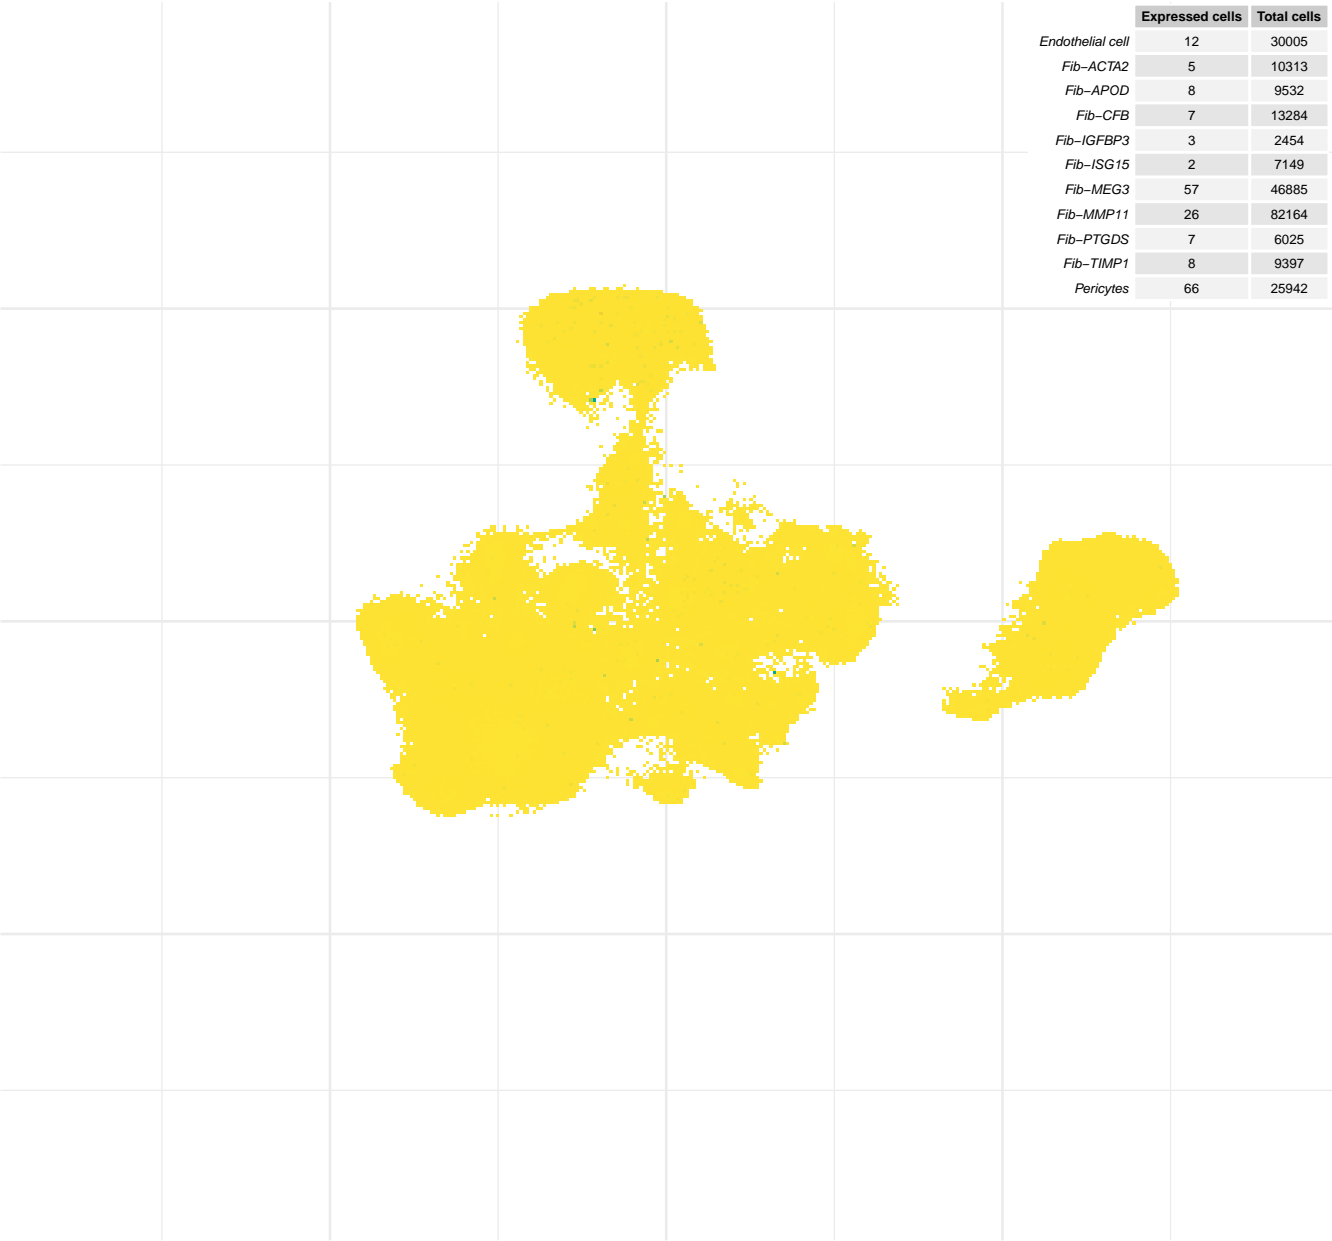 Expressed cells Total cells
Endothelial cell 12 30005
Fib−ACTA2 5 10313
Fib−APOD 8 9532
Fib−CFB 7 13284
Fib−IGFBP3 3 2454
Fib−ISG15 2 7149
Fib−MEG3 57 46885
Fib−MMP11 26 82164
Fib−PTGDS 7 6025
Fib−TIMP1 8 9397
Pericytes 66 25942